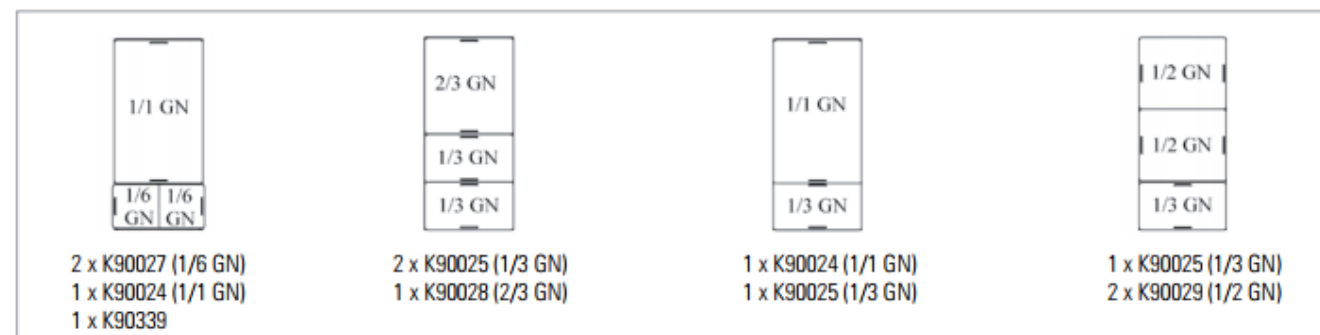 1/1 GN
1/6 GN
1/6 GN
2 x K90027 (1/6 GN)
1 x K90024 (1/1 GN)
1 x K90339
2/3 GN
1/3 GN
1/3 GN
2 x K90025 (1/3 GN)
1 x K90028 (2/3 GN)
1/1 GN
1/3 GN
1 x K90024 (1/1 GN)
1 x K90025 (1/3 GN)
1/2 GN
1/2 GN
1/3 GN
1 x K90025 (1/3 GN)
2 x K90029 (1/2 GN)